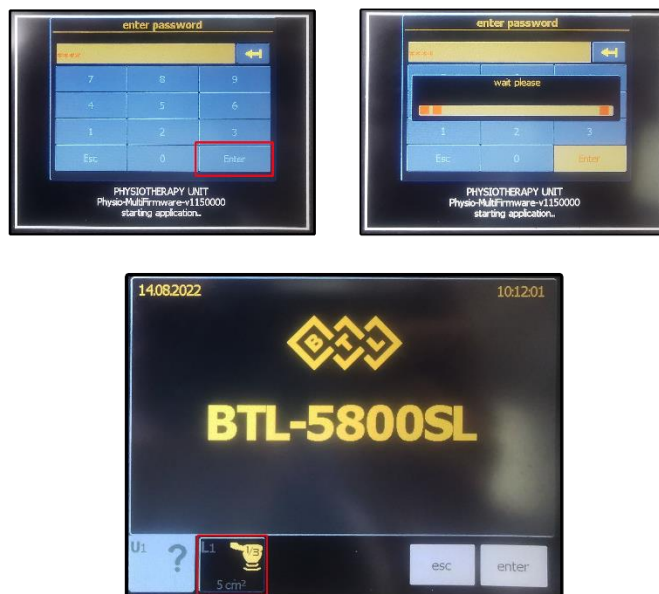 enter password
****
7 8 9
4 5 6
1 2 3
Esc 0 Enter
PHYSIOTHERAPY UNIT
Physio-MultiFirmware-v1150000
starting application..
enter password
****
wait please
1 2 3
Esc 0 Enter
PHYSIOTHERAPY UNIT
Physio-MultiFirmware-v1150000
starting application..
14.08.2022 10:12:01
BTL
BTL-5800SL
U1 ? L1 1/3
5 cm² esc enter